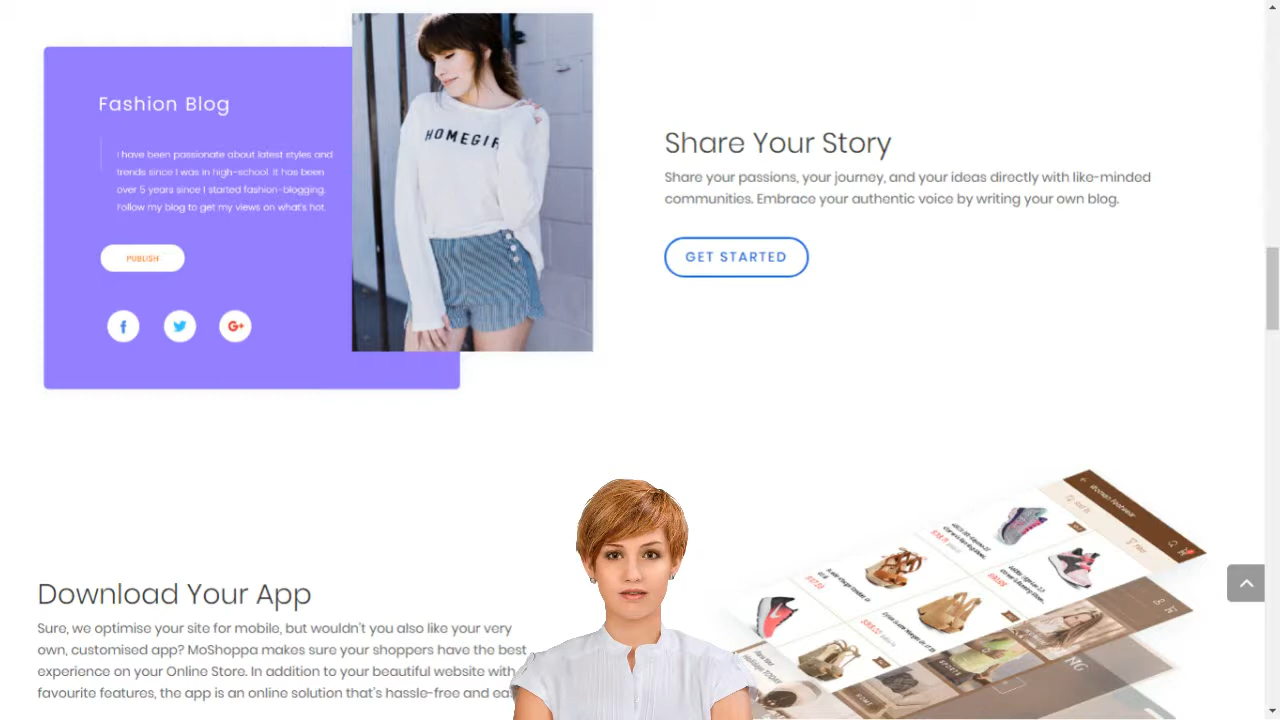 Fashion Blog
I have been passionate about latest styles and
trends since I was in high-school. It has been
over 5 years since I started fashion-blogging.
Follow my blog to get my views on what's hot.
PUBLISH
HOMEGIR
Share Your Story
Share your passions, your journey, and your ideas directly with like-minded
communities. Embrace your authentic voice by writing your own blog.
GET STARTED
Download Your App
Sure, we optimise your site for mobile, but wouldn't you also like your very
own, customised app? MoShoppa makes sure your shoppers have the best
experience on your Online Store. In addition to your beautiful website with
favourite features, the app is an online solution that's hassle-free and
Women Footwear